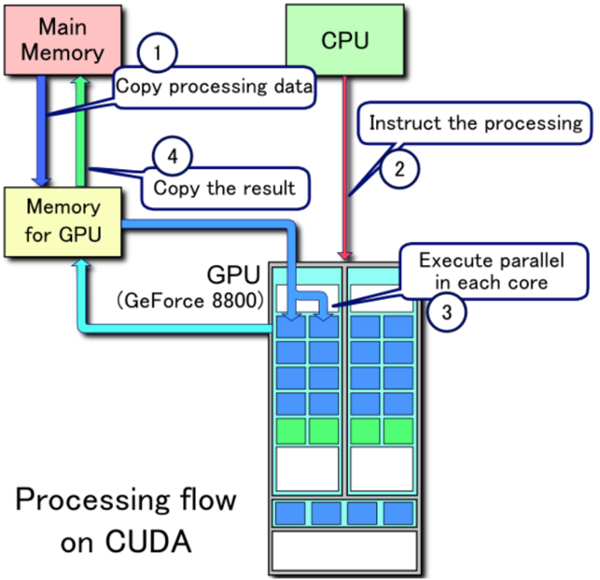 Main
Memory
CPU
1
Copy processing data
Instruct the processing
2
4
Copy the result
Memory
for GPU
GPU
(GeForce 8800)
Execute parallel
in each core
3
Processing flow
on CUDA